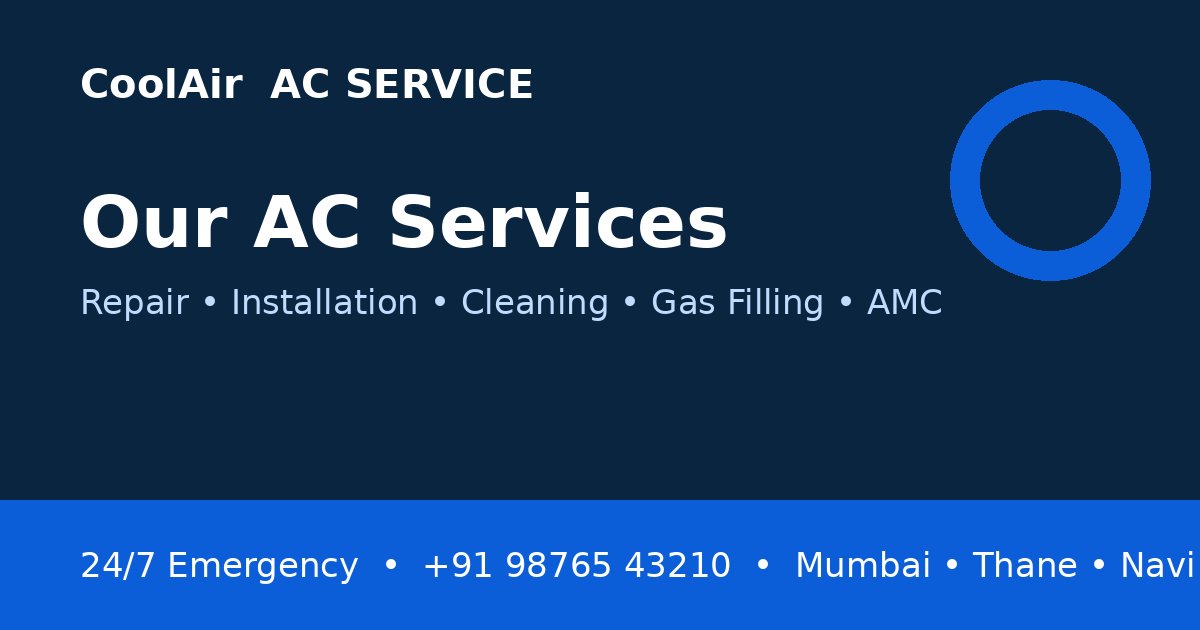 CoolAir AC SERVICE
Our AC Services
Repair • Installation • Cleaning • Gas Filling • AMC
24/7 Emergency • +91 98765 43210 • Mumbai • Thane • Navi